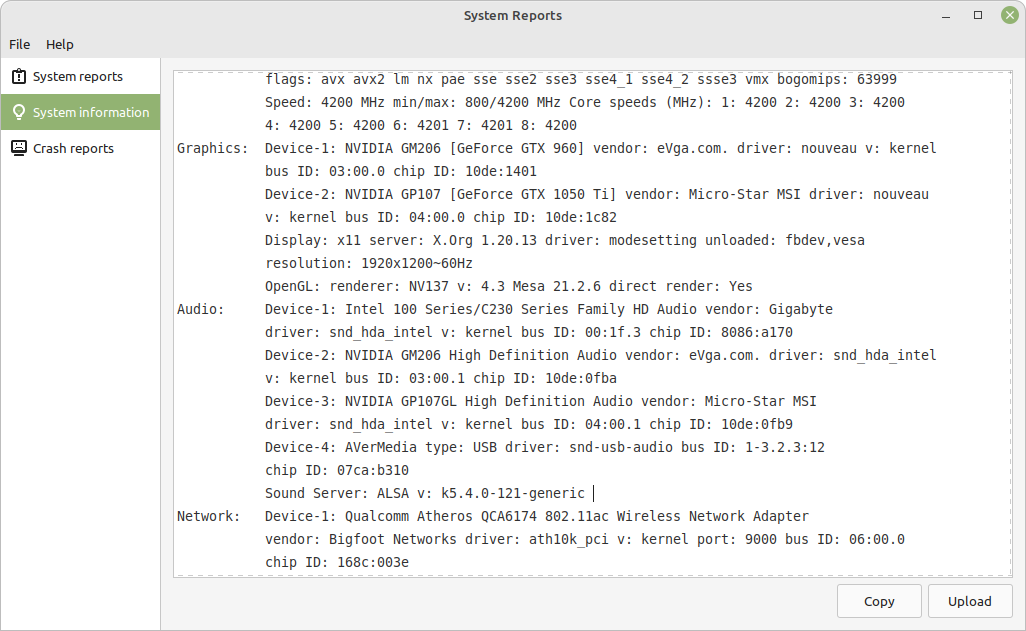 System Reports
File Help
System reports
System information
Crash reports
flags: avx avx2 lm nx pae sse sse2 sse3 sse4_1 sse4_2 ssse3 vmx bogomips: 63999
Speed: 4200 MHz min/max: 800/4200 MHz Core speeds (MHz): 1: 4200 2: 4200 3: 4200
4: 4200 5: 4200 6: 4201 7: 4201 8: 4200
Graphics: Device-1: NVIDIA GM206 [GeForce GTX 960] vendor: eVga.com. driver: nouveau v: kernel
bus ID: 03:00.0 chip ID: 10de:1401
Device-2: NVIDIA GP107 [GeForce GTX 1050 Ti] vendor: Micro-Star MSI driver: nouveau
v: kernel bus ID: 04:00.0 chip ID: 10de:1c82
Display: x11 server: X.Org 1.20.13 driver: modesetting unloaded: fbdev,vesa
resolution: 1920x1200~60Hz
OpenGL: renderer: NV137 v: 4.3 Mesa 21.2.6 direct render: Yes
Audio: Device-1: Intel 100 Series/C230 Series Family HD Audio vendor: Gigabyte
driver: snd_hda_intel v: kernel bus ID: 00:1f.3 chip ID: 8086:a170
Device-2: NVIDIA GM206 High Definition Audio vendor: eVga.com. driver: snd_hda_intel
v: kernel bus ID: 03:00.1 chip ID: 10de:0fba
Device-3: NVIDIA GP107GL High Definition Audio vendor: Micro-Star MSI
driver: snd_hda_intel v: kernel bus ID: 04:00.1 chip ID: 10de:0fb9
Device-4: AVerMedia type: USB driver: snd-usb-audio bus ID: 1-3.2.3:12
chip ID: 07ca:b310
Sound Server: ALSA v: k5.4.0-121-generic
Network: Device-1: Qualcomm Atheros QCA6174 802.11ac Wireless Network Adapter
vendor: Bigfoot Networks driver: ath10k_pci v: kernel port: 9000 bus ID: 06:00.0
chip ID: 168c:003e
Copy Upload